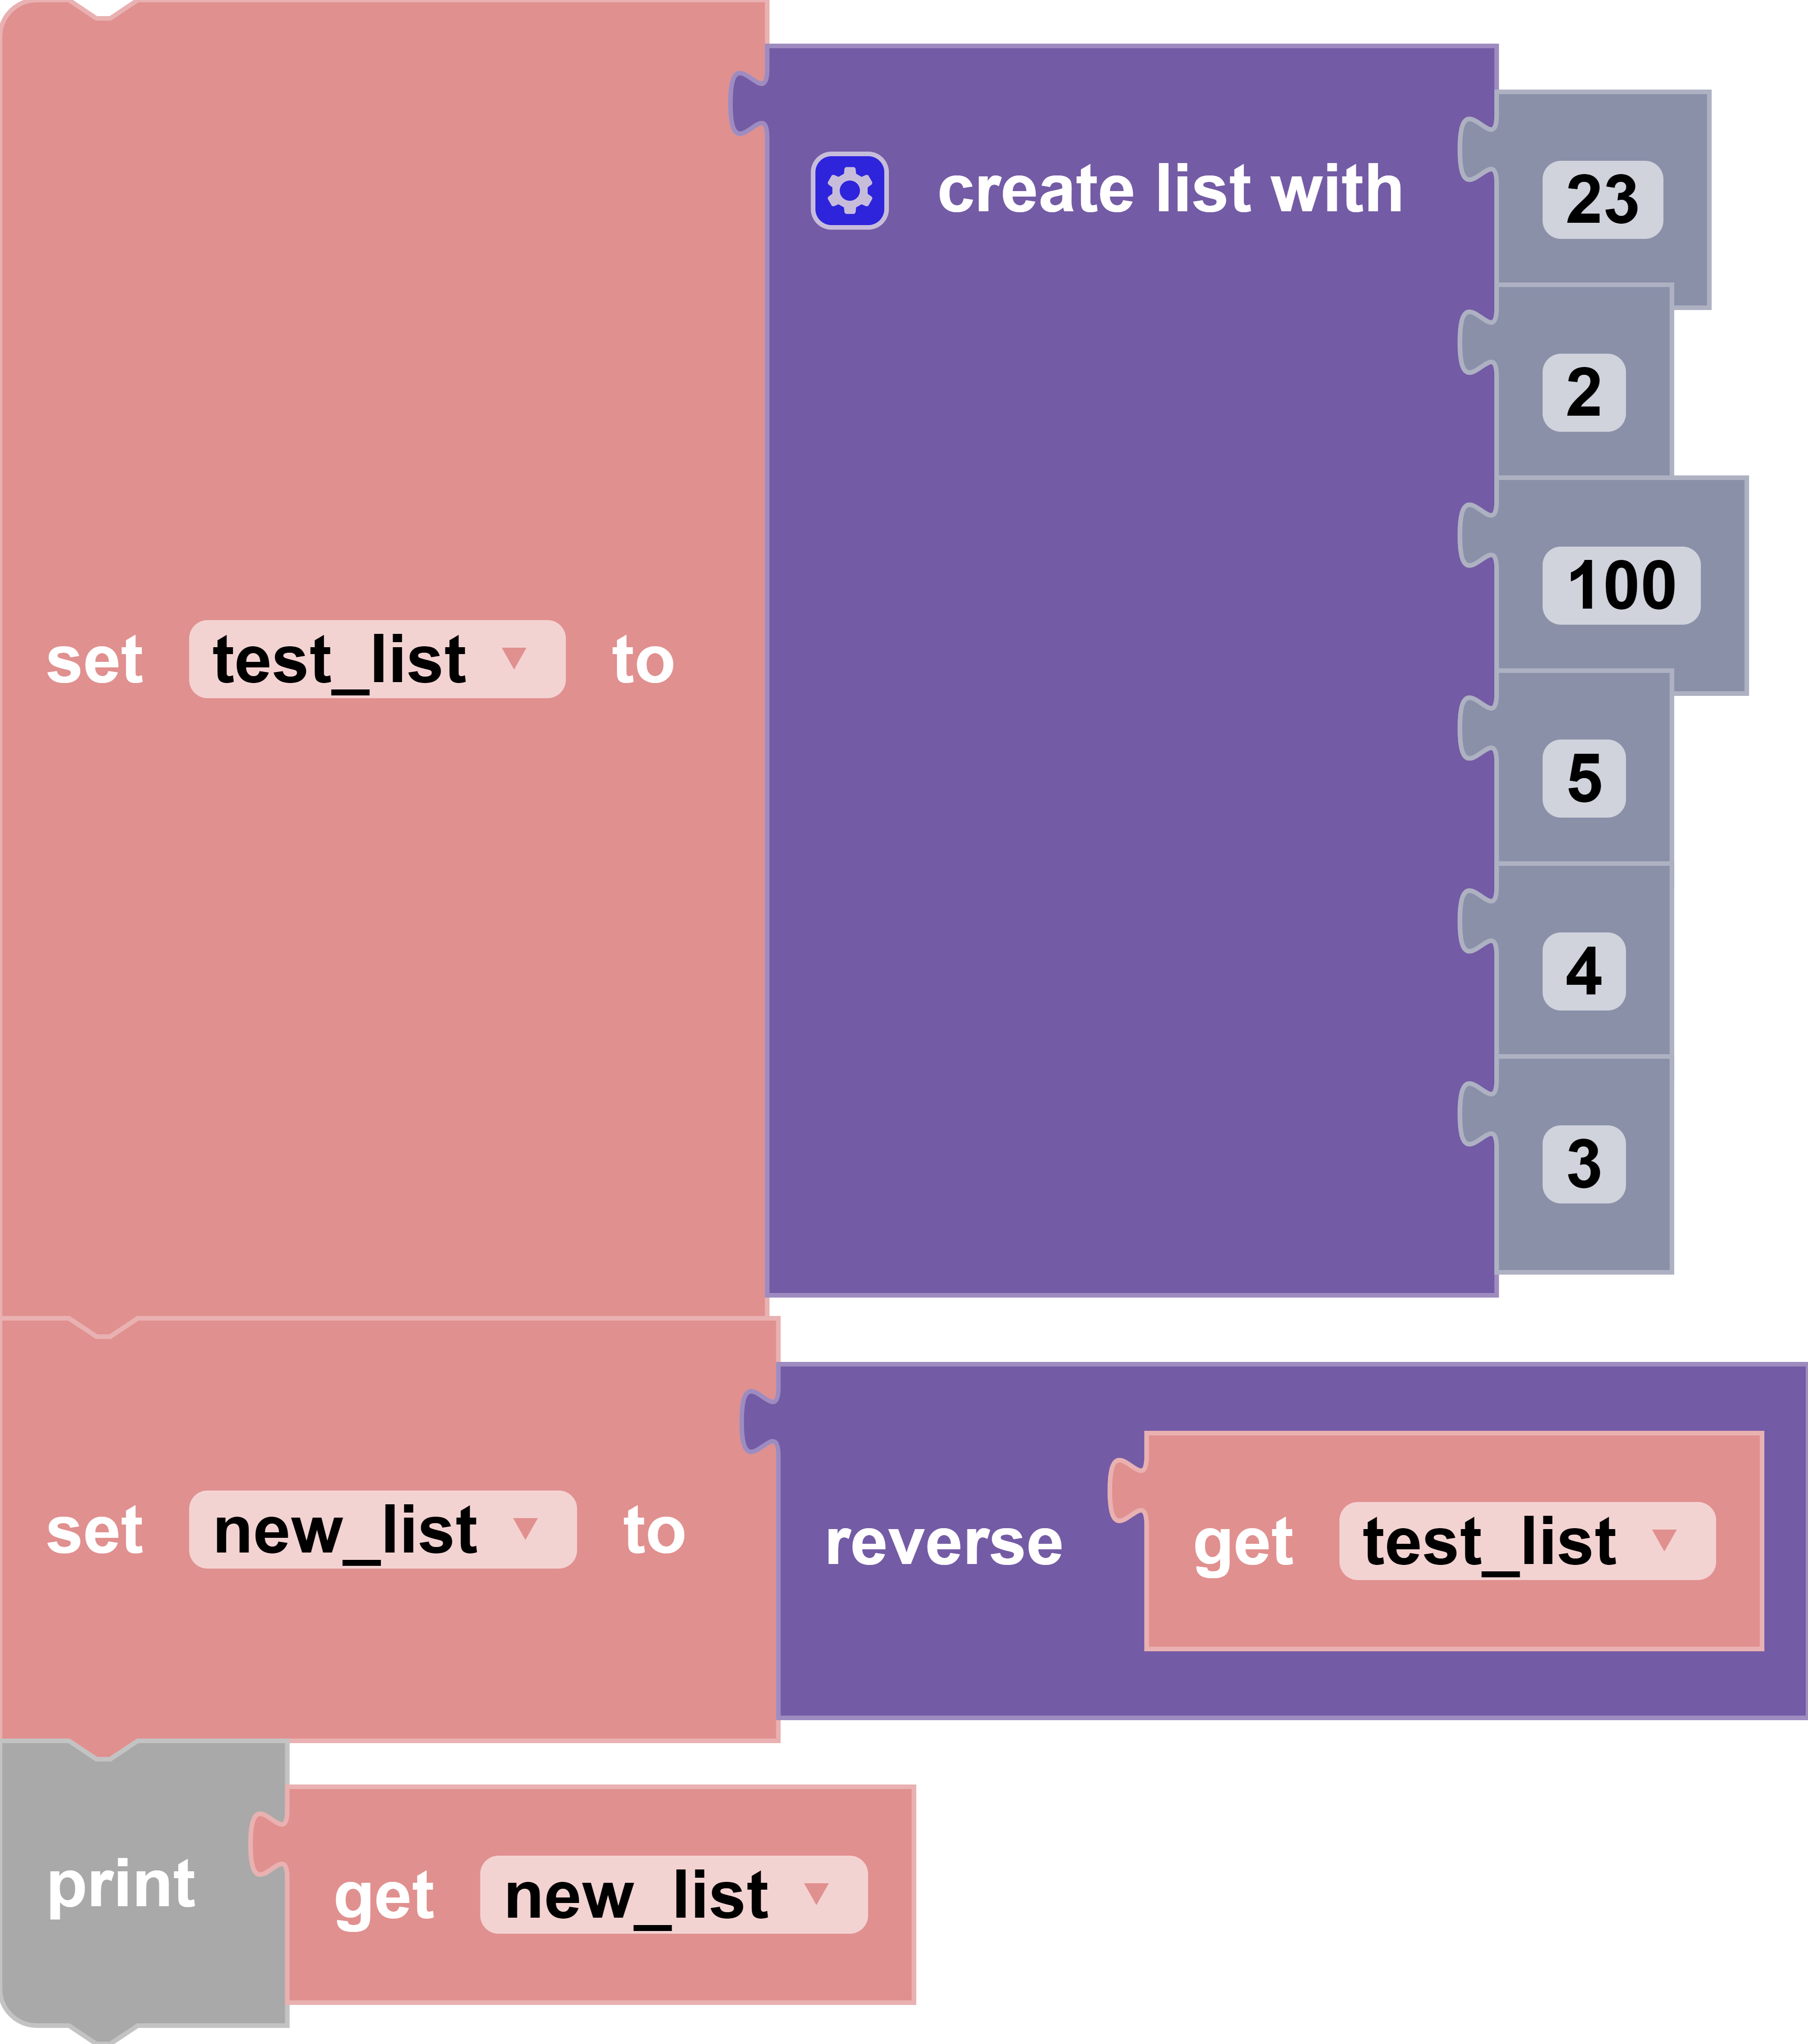 create list with 23
2
100
set test_list to
5
4
3
set new_list to reverse get test_list
print get new_list